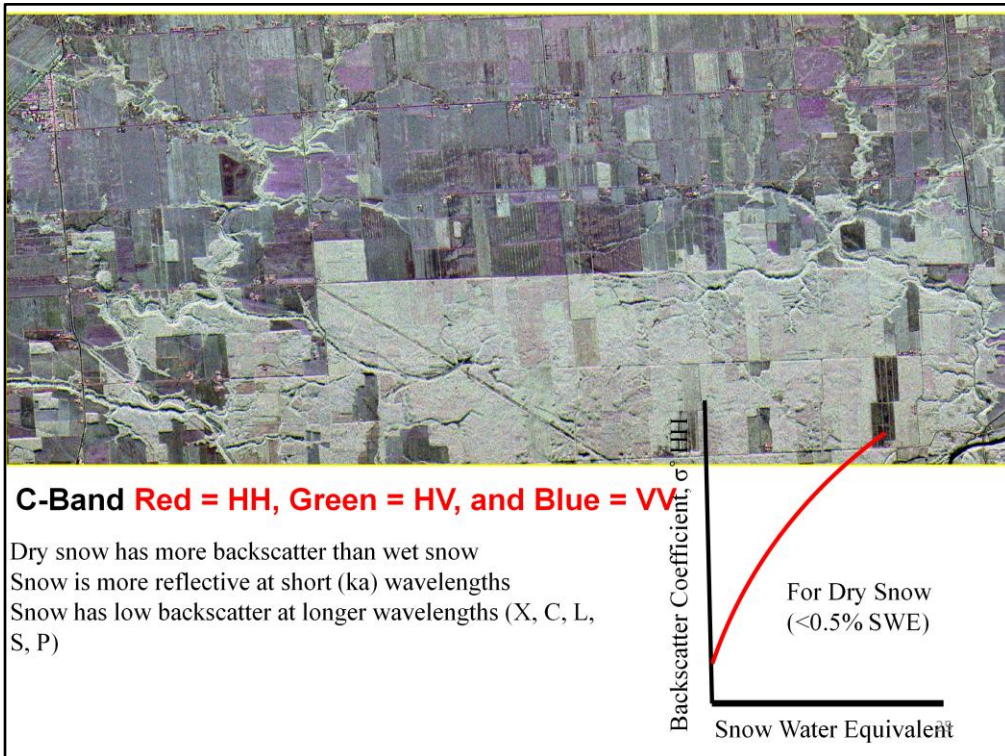 C-Band Red = HH, Green = HV, and Blue = VV
Dry snow has more backscatter than wet snow
Snow is more reflective at short (ka) wavelengths
Snow has low backscatter at longer wavelengths (X, C, L,
S, P)
Backscatter Coefficient, σ° HH
For Dry Snow
(<0.5% SWE)
Snow Water Equivalent